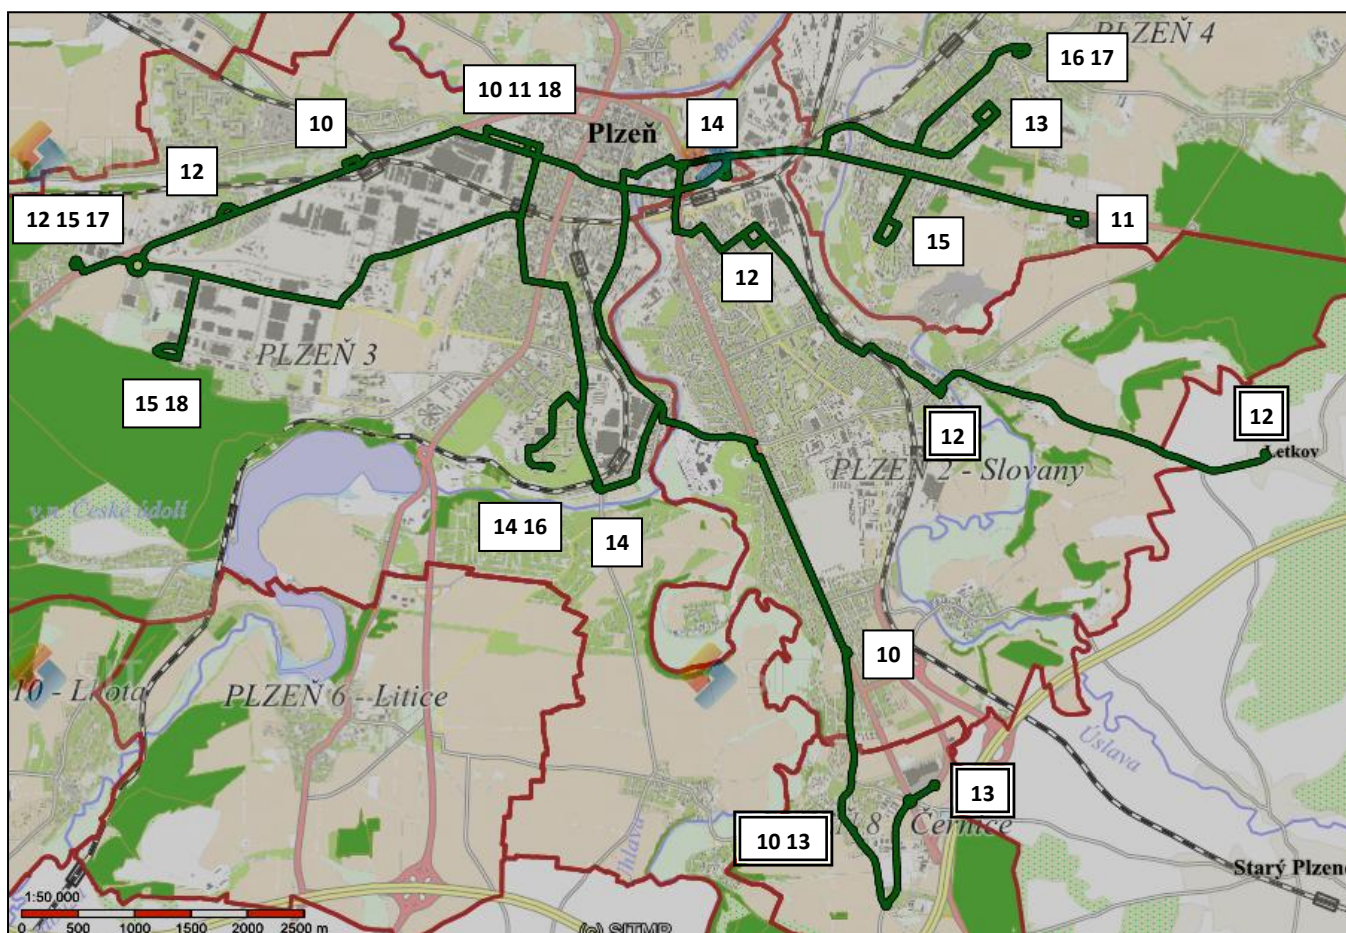 PLZEŇ 4
16 17
10 11 18
10
14
13
Plzeň
12
12 15 17
11
15
12
PLZEŇ 3
15 18
12
12
Letkov
PLZEŇ 2 - Slovany
v.n. České údolí
14 16
14
10
10 - Lhota
PLZEŇ 6 - Litice
Úslava
13
10 13
N 8 Černice
Starý Plzene
1:50 000
0 500 1000 1500 2000 2500 m
(c) SITMP